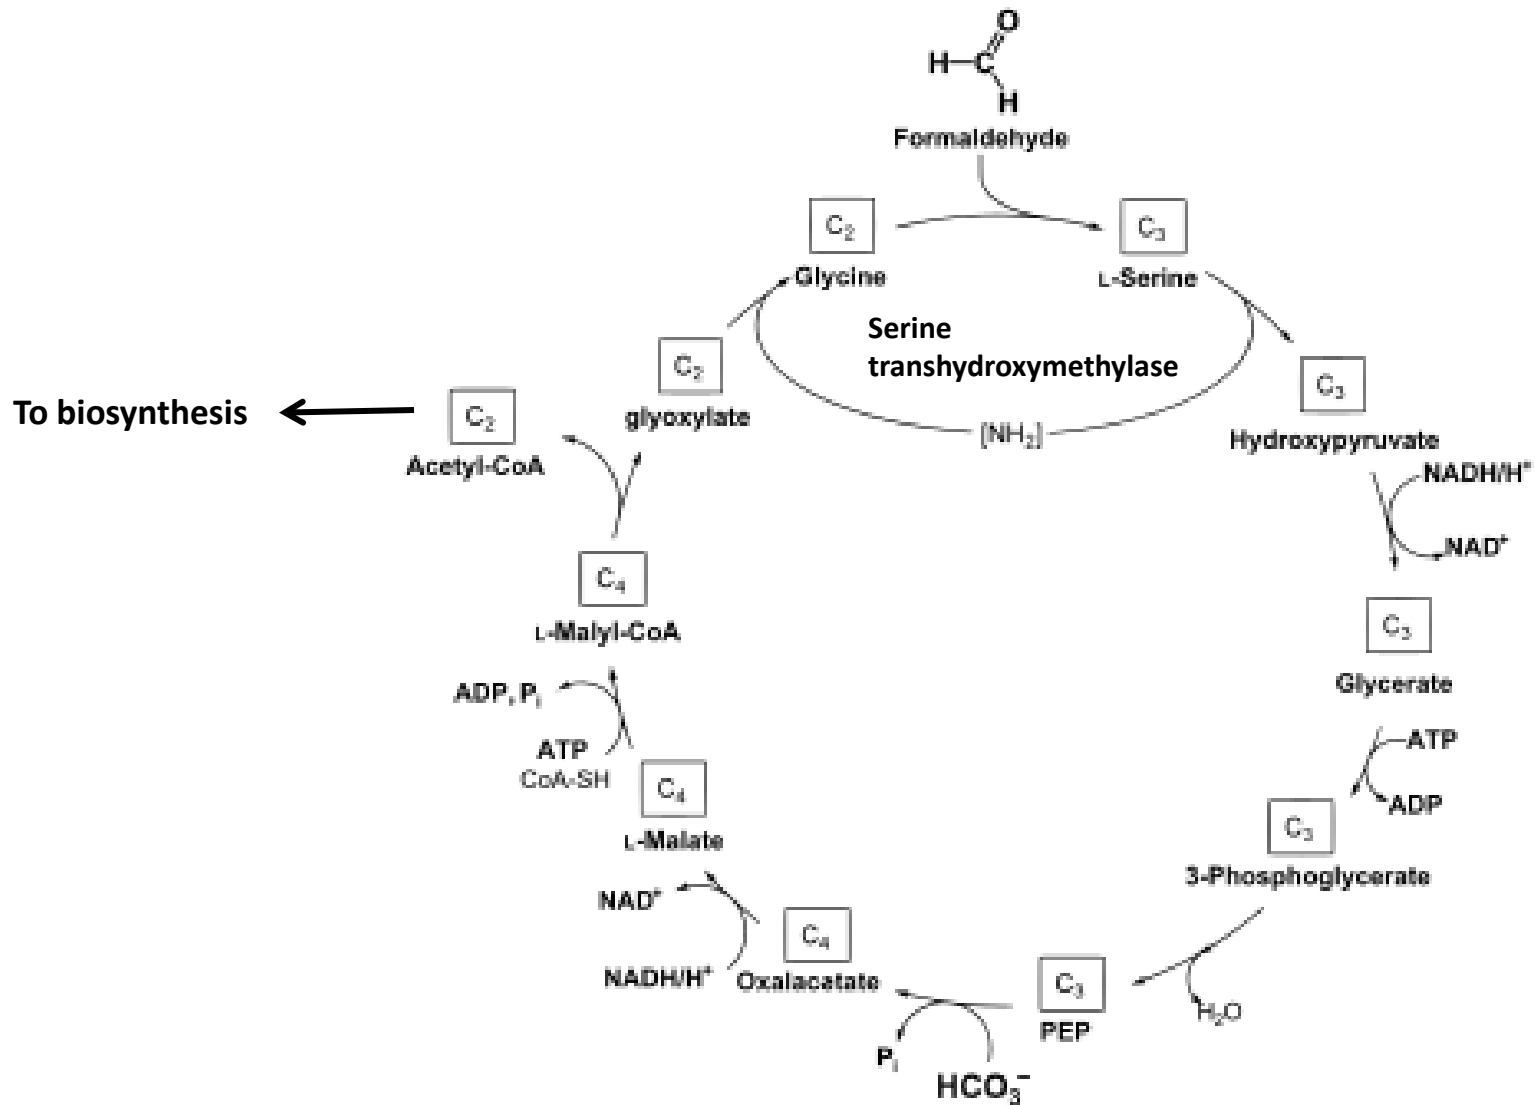 O
H
C
H
Formaldehyde
C₂
Glycine
C₃
L-Serine
Serine
transhydroxymethylase
[NH₂]
C₃
Hydroxypyruvate
NADH/H⁺
NAD⁺
C₃
Glycerate
ATP
ADP
C₃
3-Phosphoglycerate
H₂O
C₃
PEP
HCO₃⁻
Pᵢ
C₄
Oxalacetate
NADH/H⁺
NAD⁺
C₄
L-Malate
ATP
CoA-SH
ADP, Pᵢ
C₄
L-Malyl-CoA
C₂
glyoxylate
C₂
Acetyl-CoA
To biosynthesis